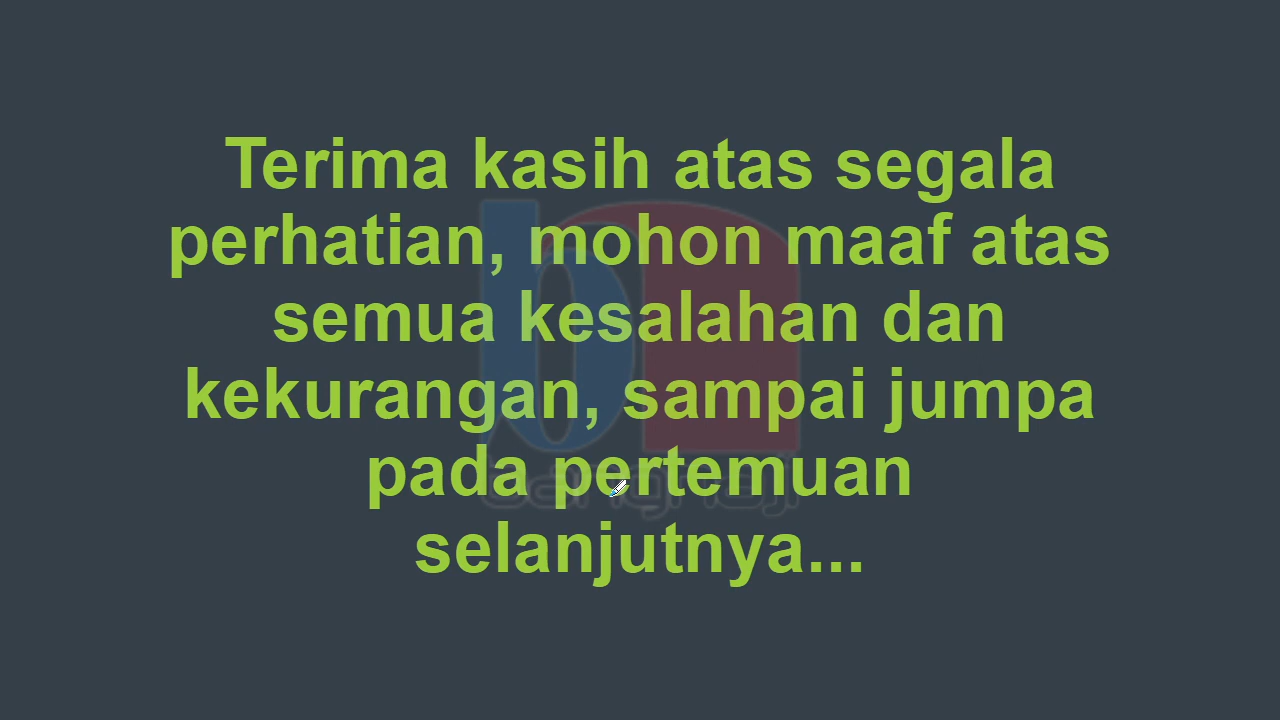 Terima kasih atas segala
perhatian, mohon maaf atas
semua kesalahan dan
kekurangan, sampai jumpa
pada pertemuan
selanjutnya...